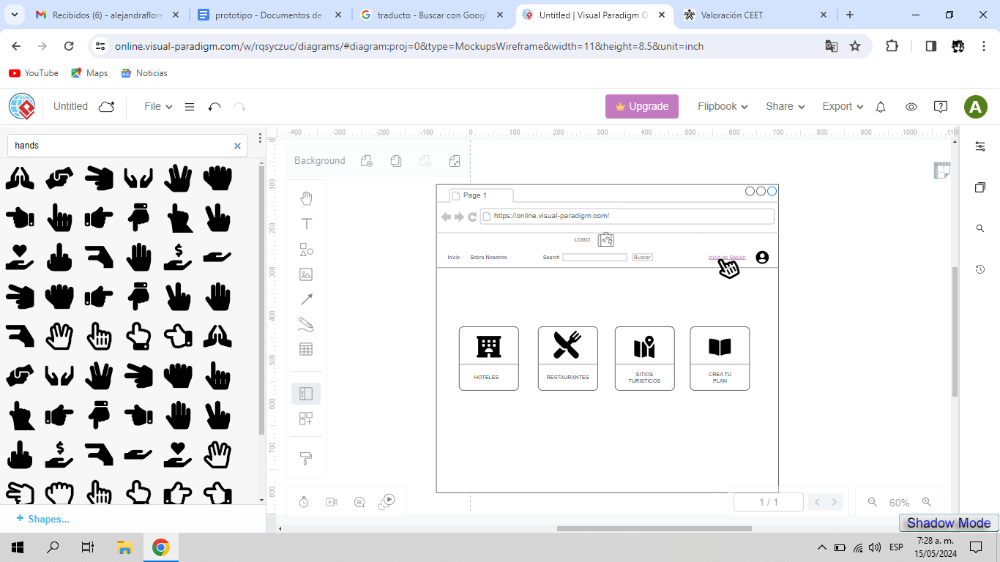 Recibidos (6) - alejandraflore
prototipo - Documentos de
traducto - Buscar con Googl
Untitled | Visual Paradigm O
Valoración CEET
online.visual-paradigm.com/w/rqsyczuc/diagrams/#diagram:proj=0&type=MockupsWireframe&width=11&height=8.5&unit=inch
YouTube
Maps
Noticias
Untitled
File
Upgrade
Flipbook
Share
Export
A
hands
-400 -300 -200 -100 0 100 200 300 400 500 600 700 800 900 1000 1100
0
100
200
300
400
500
600
700
800
Background
Page 1
https://online.visual-paradigm.com/
LOGO
Inicio
Sobre Nosotros
Search
Buscar
Inicio de Sesión
HOTELES
RESTAURANTES
SITIOS
TURISTICOS
CREA TU
PLAN
1 / 1
60%
Shapes...
Shadow Mode
ESP
7:28 a. m.
15/05/2024